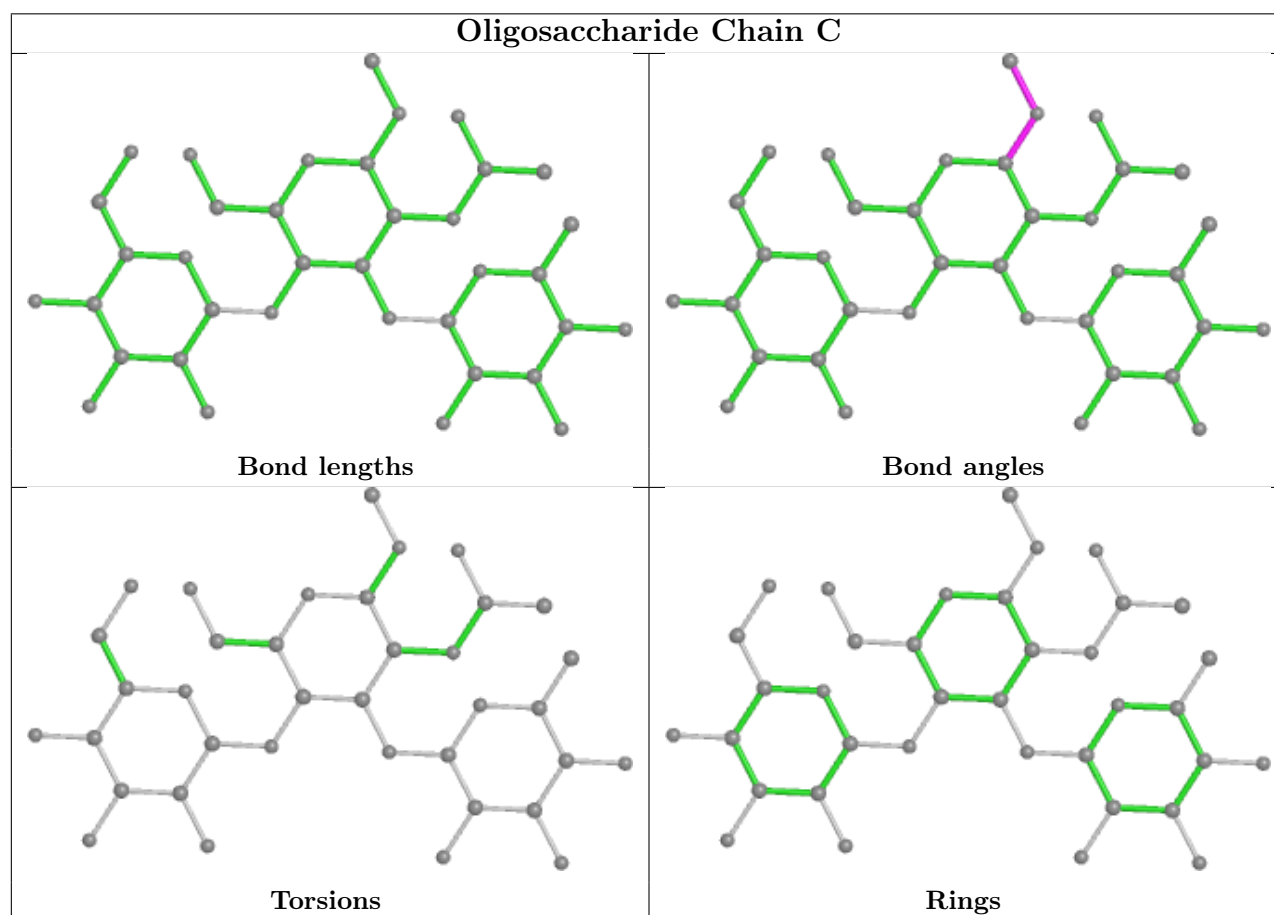 Oligosaccharide Chain C
Bond lengths
Bond angles
Torsions
Rings